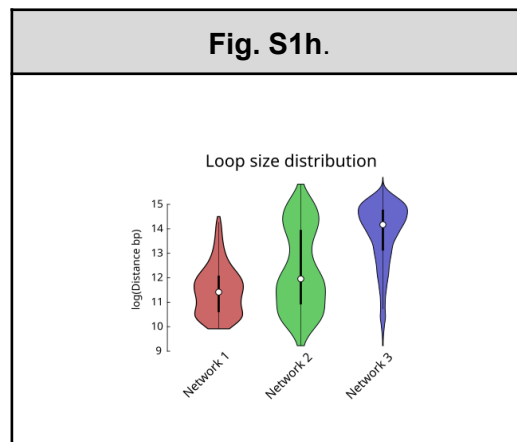 Fig. S1h.
Loop size distribution
log(Distance bp)
15
14
13
12
11
10
9
Network 1
Network 2
Network 3